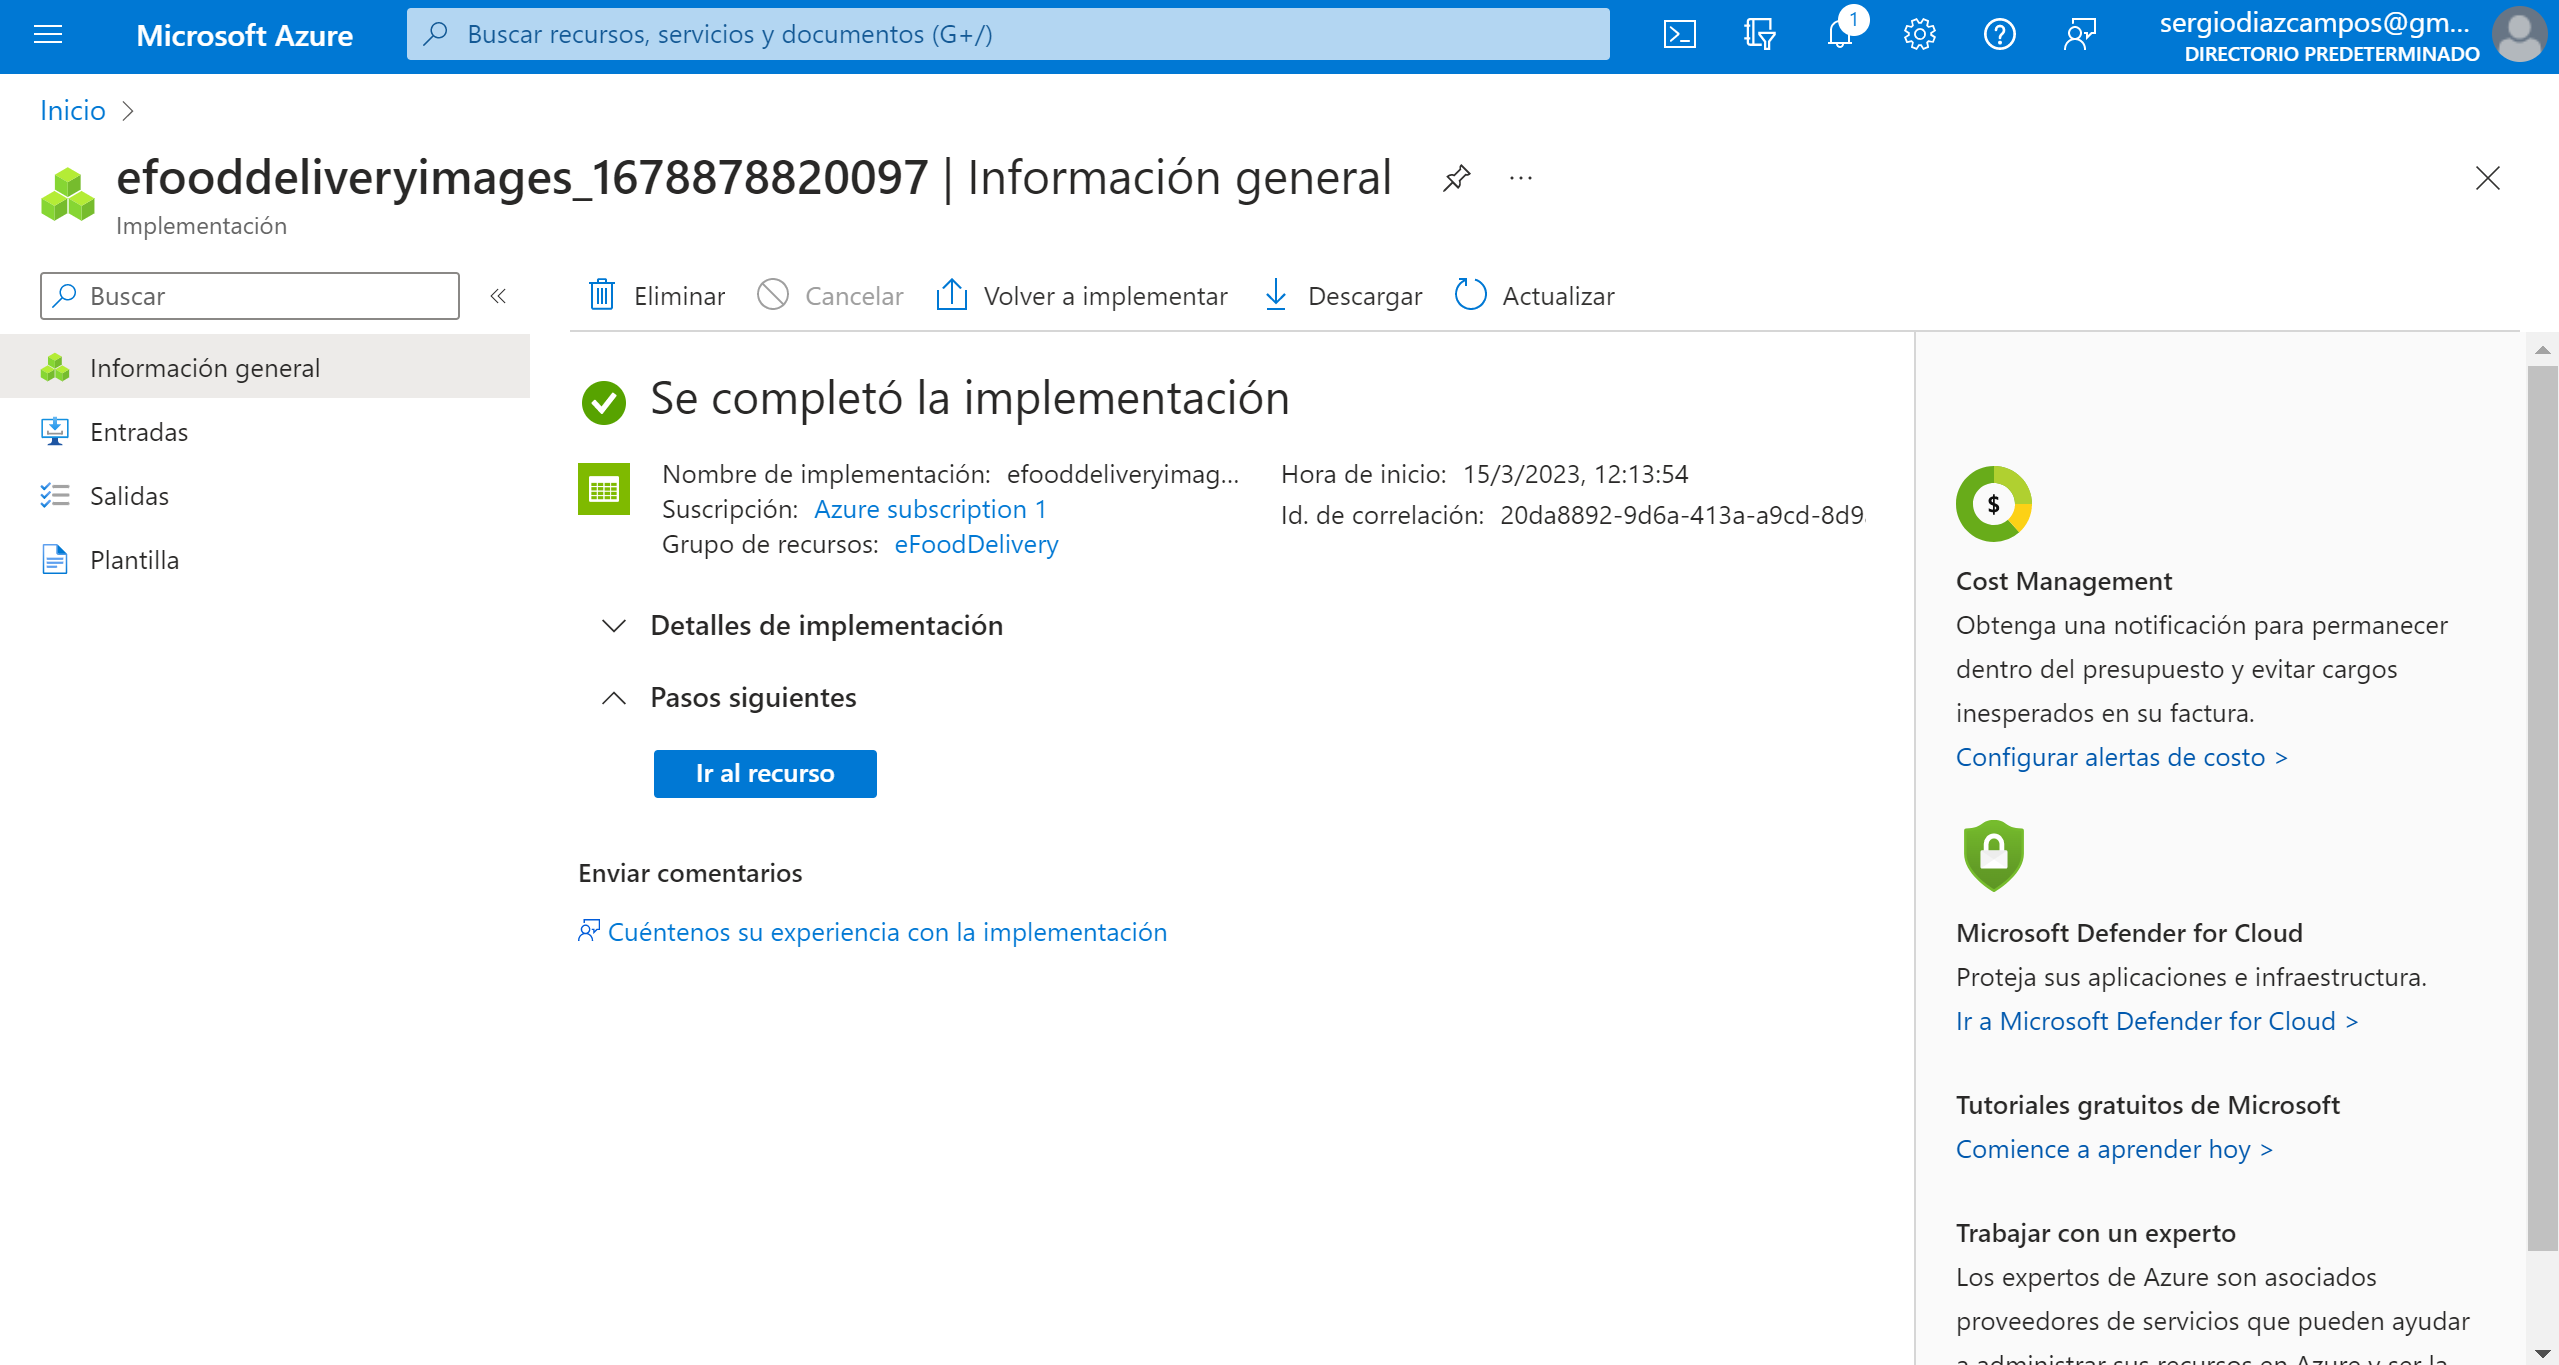 Microsoft Azure
Buscar recursos, servicios y documentos (G+/)
1
sergiodiazcampos@gm...
DIRECTORIO PREDETERMINADO
Inicio
efooddeliveryimages_1678878820097 | Información general
Implementación
Buscar
Eliminar
Cancelar
Volver a implementar
Descargar
Actualizar
Información general
Entradas
Salidas
Plantilla
Se completó la implementación
Nombre de implementación: efooddeliveryimag...
Suscripción: Azure subscription 1
Grupo de recursos: eFoodDelivery
Hora de inicio: 15/3/2023, 12:13:54
Id. de correlación: 20da8892-9d6a-413a-a9cd-8d9
Detalles de implementación
Pasos siguientes
Ir al recurso
Enviar comentarios
Cuéntenos su experiencia con la implementación
$
Cost Management
Obtenga una notificación para permanecer
dentro del presupuesto y evitar cargos
inesperados en su factura.
Configurar alertas de costo >
Microsoft Defender for Cloud
Proteja sus aplicaciones e infraestructura.
Ir a Microsoft Defender for Cloud >
Tutoriales gratuitos de Microsoft
Comience a aprender hoy >
Trabajar con un experto
Los expertos de Azure son asociados
proveedores de servicios que pueden ayudar
a administrar sus recursos en Azure y ser la